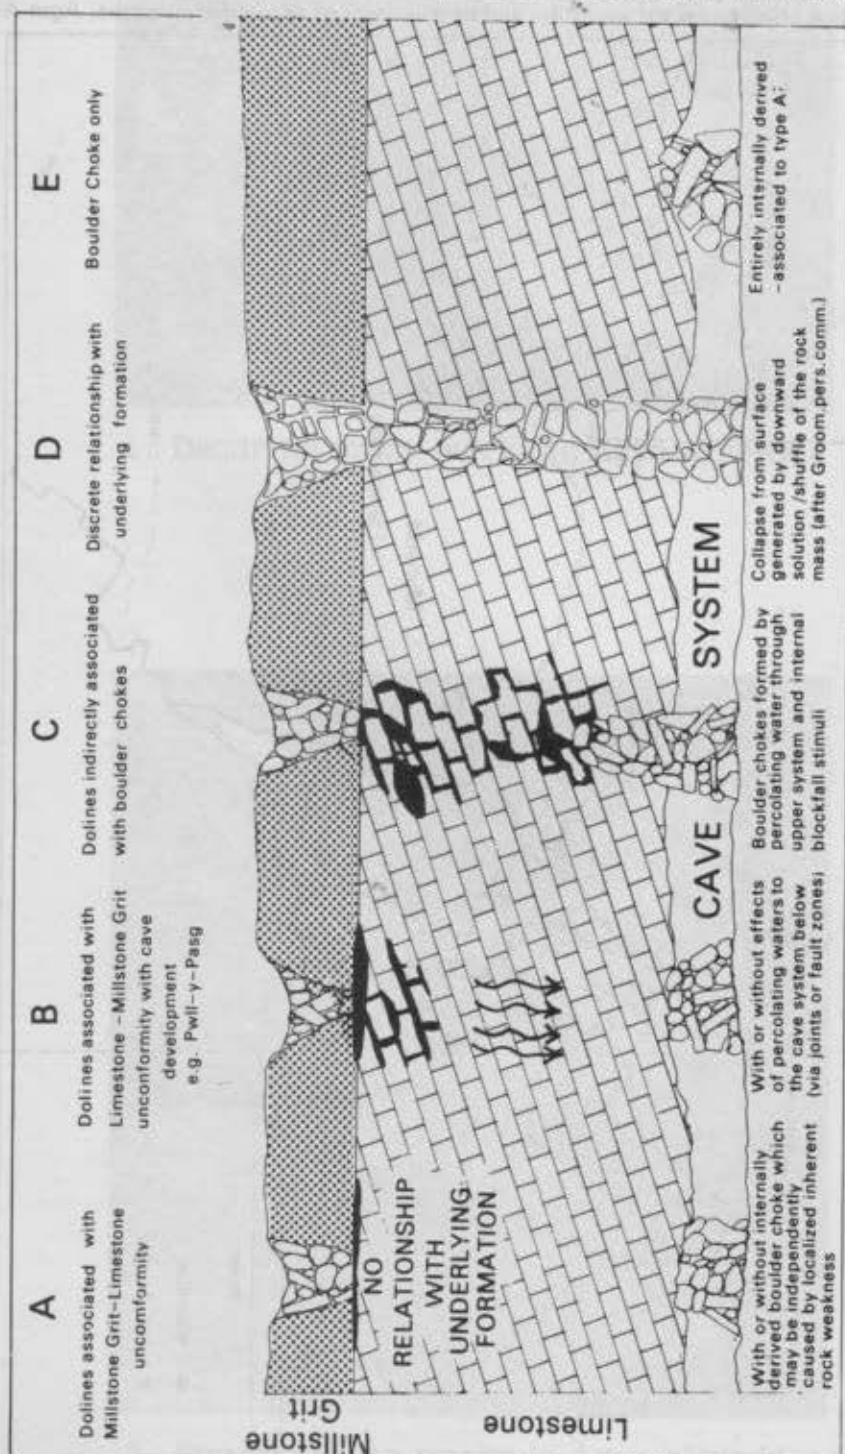 A
Dolines associated with
Millstone Grit-Limestone
uncomformity
B
Dolines associated with
Limestone - Millstone Grit
unconformity with cave
development
e.g. Pwll-y-Pasg
C
Dolines indirectly associated
with boulder chokes
D
Discrete relationship with
underlying formation
E
Boulder Choke only
Millstone
Grit
Limestone
NO
RELATIONSHIP
WITH
UNDERLYING
FORMATION
CAVE SYSTEM
With or without internally
derived boulder choke which
may be independently
caused by localized inherent
rock weakness
With or without effects
of percolating waters to
the cave system below
(via joints or fault zones)
Boulder chokes formed by
percolating water through
upper system and internal
blockfall stimuli
Collapse from surface
generated by downward
solution /shuffle of the rock
mass (after Groom.pers.comm.)
Entirely internally derived
-associated to type A: